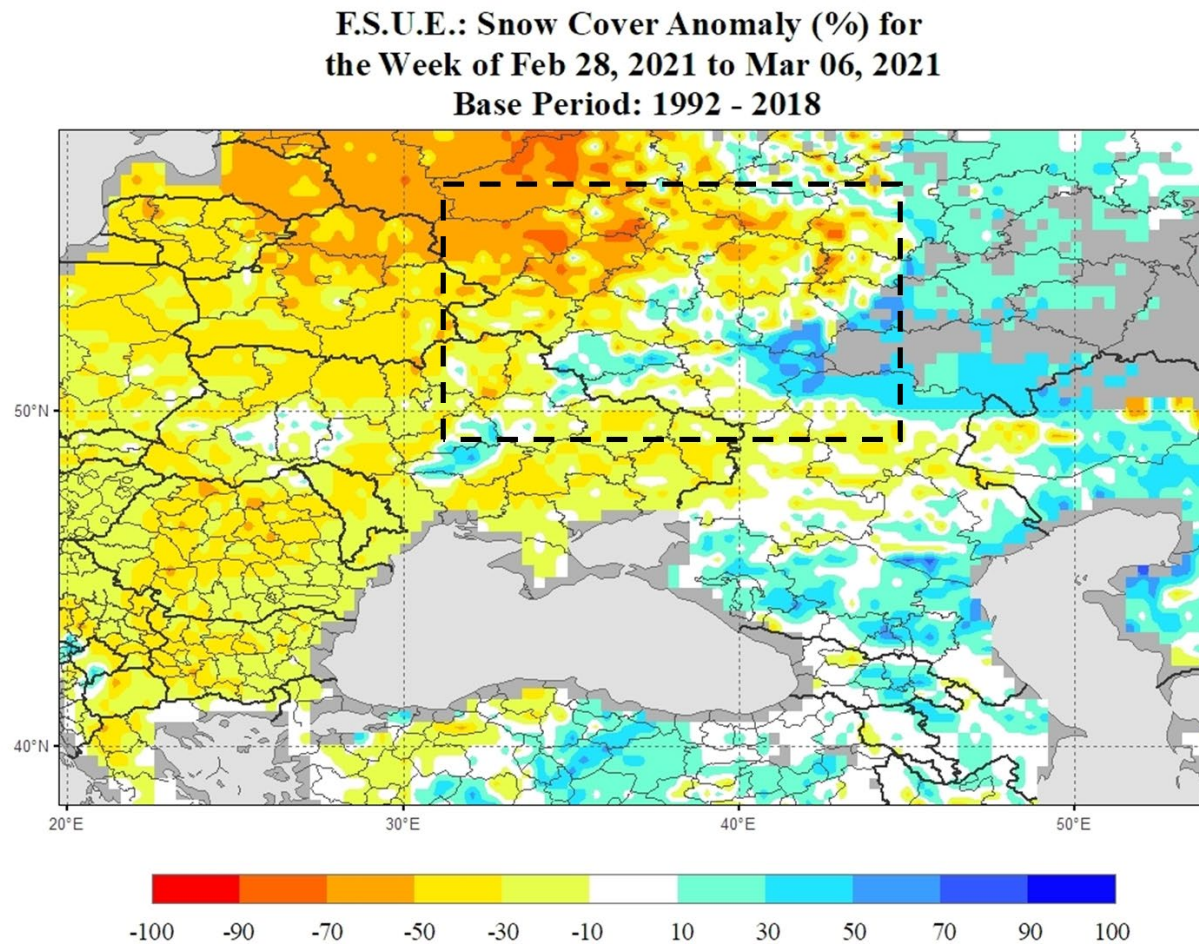 F.S.U.E.: Snow Cover Anomaly (%) for
the Week of Feb 28, 2021 to Mar 06, 2021
Base Period: 1992 - 2018
50°N
40°N
20°E 30°E 40°E 50°E
-100 -90 -70 -50 -30 -10 10 30 50 70 90 100